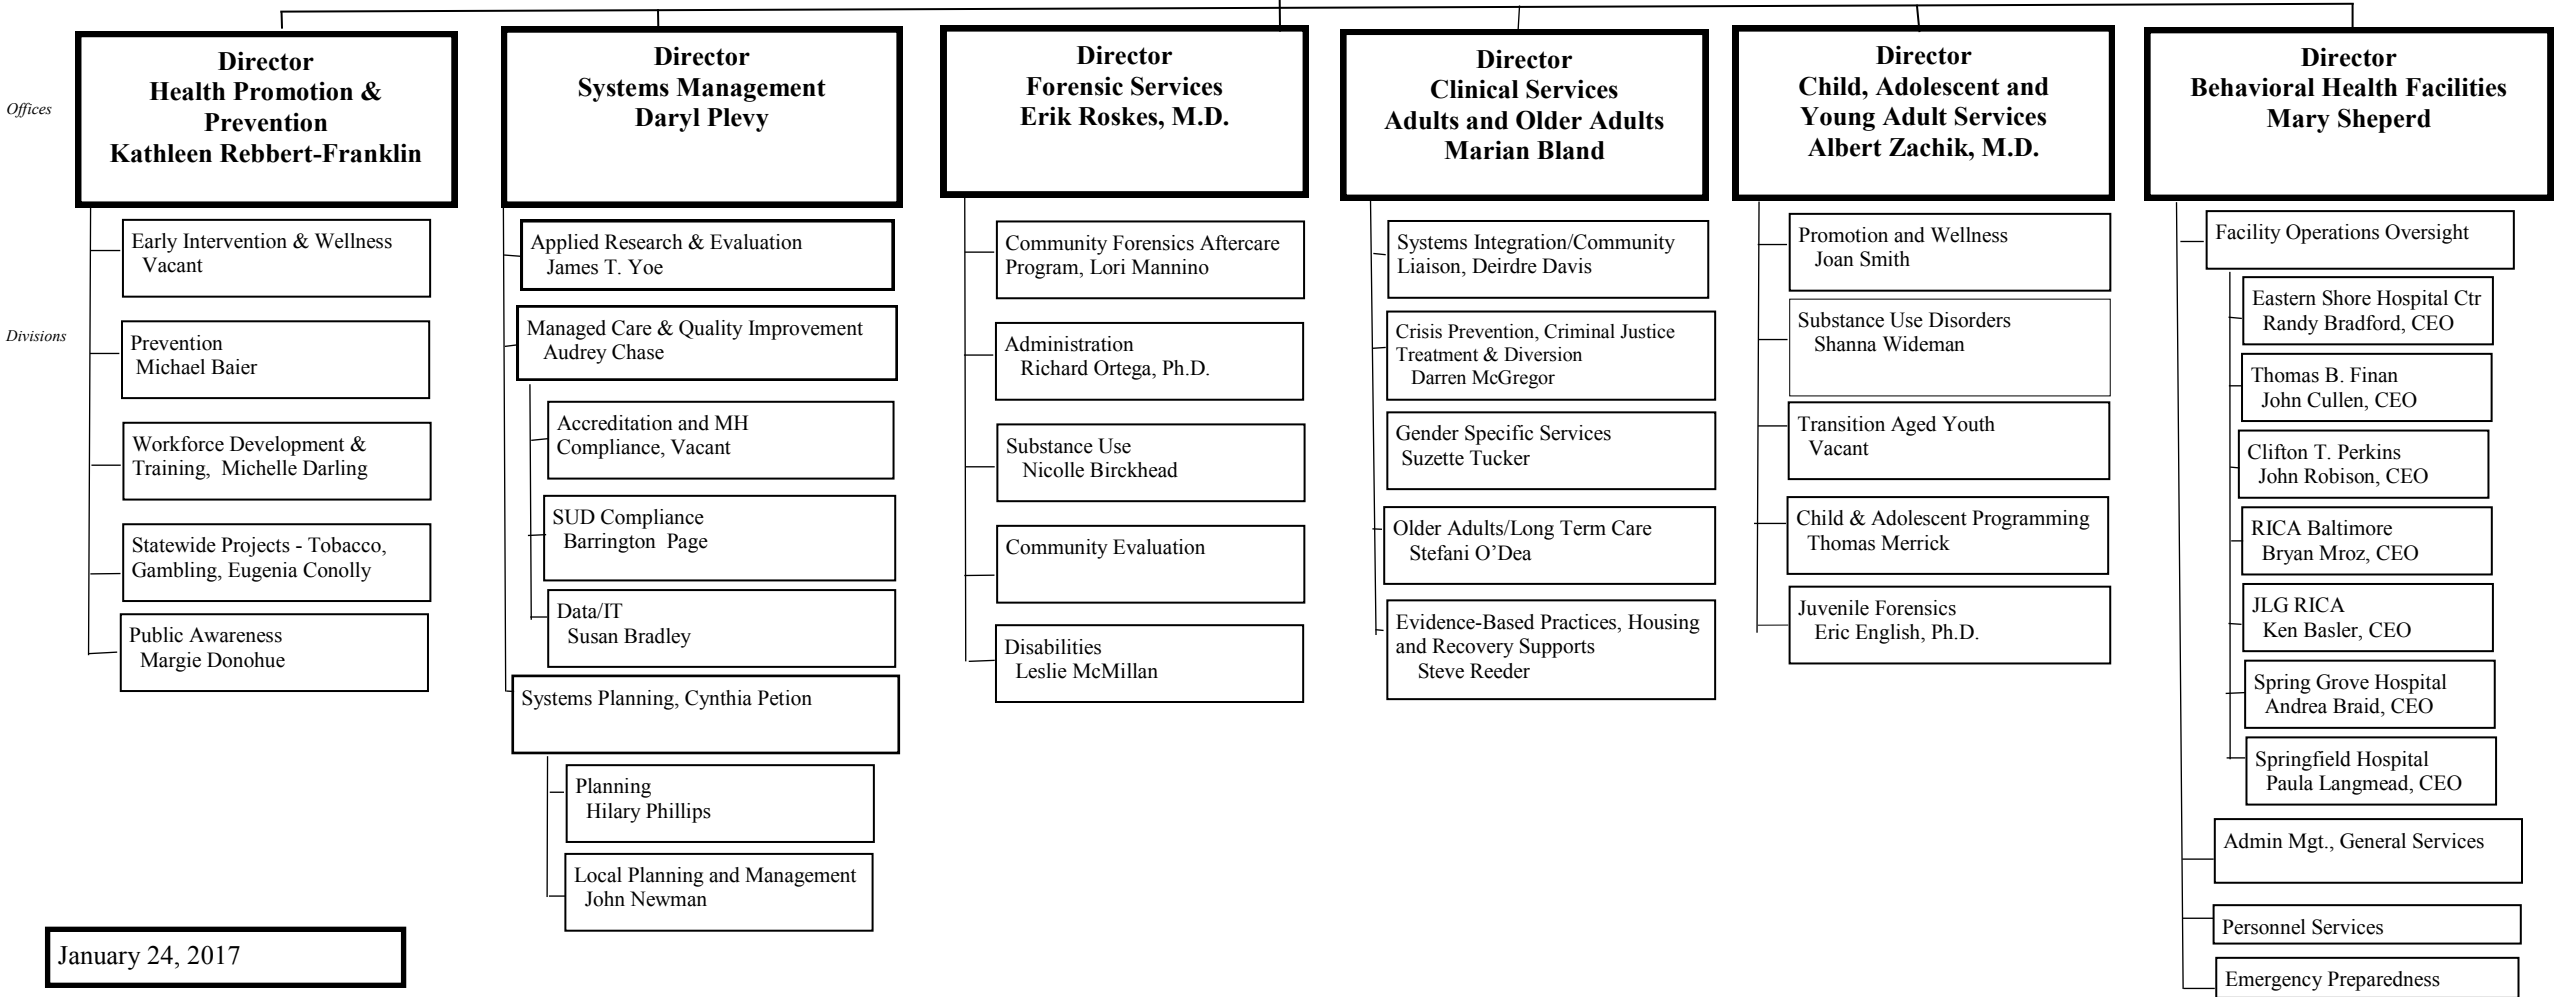 Offices
Divisions
Director
Health Promotion &
Prevention
Kathleen Rebbert-Franklin
Early Intervention & Wellness
Vacant
Prevention
Michael Baier
Workforce Development &
Training, Michelle Darling
Statewide Projects - Tobacco,
Gambling, Eugenia Conolly
Public Awareness
Margie Donohue
Director
Systems Management
Daryl Plevy
Applied Research & Evaluation
James T. Yoe
Managed Care & Quality Improvement
Audrey Chase
Accreditation and MH
Compliance, Vacant
SUD Compliance
Barrington Page
Data/IT
Susan Bradley
Systems Planning, Cynthia Petion
Planning
Hilary Phillips
Local Planning and Management
John Newman
Director
Forensic Services
Erik Roskes, M.D.
Community Forensics Aftercare
Program, Lori Mannino
Administration
Richard Ortega, Ph.D.
Substance Use
Nicolle Birckhead
Community Evaluation
Disabilities
Leslie McMillan
Director
Clinical Services
Adults and Older Adults
Marian Bland
Systems Integration/Community
Liaison, Deirdre Davis
Crisis Prevention, Criminal Justice
Treatment & Diversion
Darren McGregor
Gender Specific Services
Suzette Tucker
Older Adults/Long Term Care
Stefani O’Dea
Evidence-Based Practices, Housing
and Recovery Supports
Steve Reeder
Director
Child, Adolescent and
Young Adult Services
Albert Zachik, M.D.
Promotion and Wellness
Joan Smith
Substance Use Disorders
Shanna Wideman
Transition Aged Youth
Vacant
Child & Adolescent Programming
Thomas Merrick
Juvenile Forensics
Eric English, Ph.D.
Director
Behavioral Health Facilities
Mary Sheperd
Facility Operations Oversight
Eastern Shore Hospital Ctr
Randy Bradford, CEO
Thomas B. Finan
John Cullen, CEO
Clifton T. Perkins
John Robison, CEO
RICA Baltimore
Bryan Mroz, CEO
JLG RICA
Ken Basler, CEO
Spring Grove Hospital
Andrea Braid, CEO
Springfield Hospital
Paula Langmead, CEO
Admin Mgt., General Services
Personnel Services
Emergency Preparedness
January 24, 2017